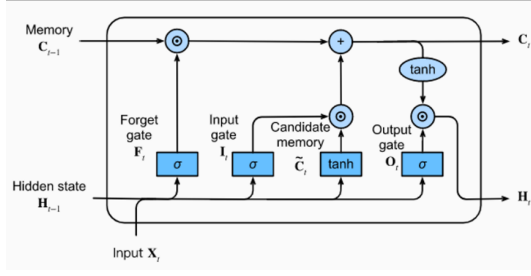 Memory
C_{t-1}
⊙
+
C_t
tanh
Forget
gate
F_t
Input
gate
I_t
Candidate
memory
C̃_t
⊙
Output
gate
O_t
⊙
σ
σ
tanh
σ
Hidden state
H_{t-1}
H_t
Input X_t